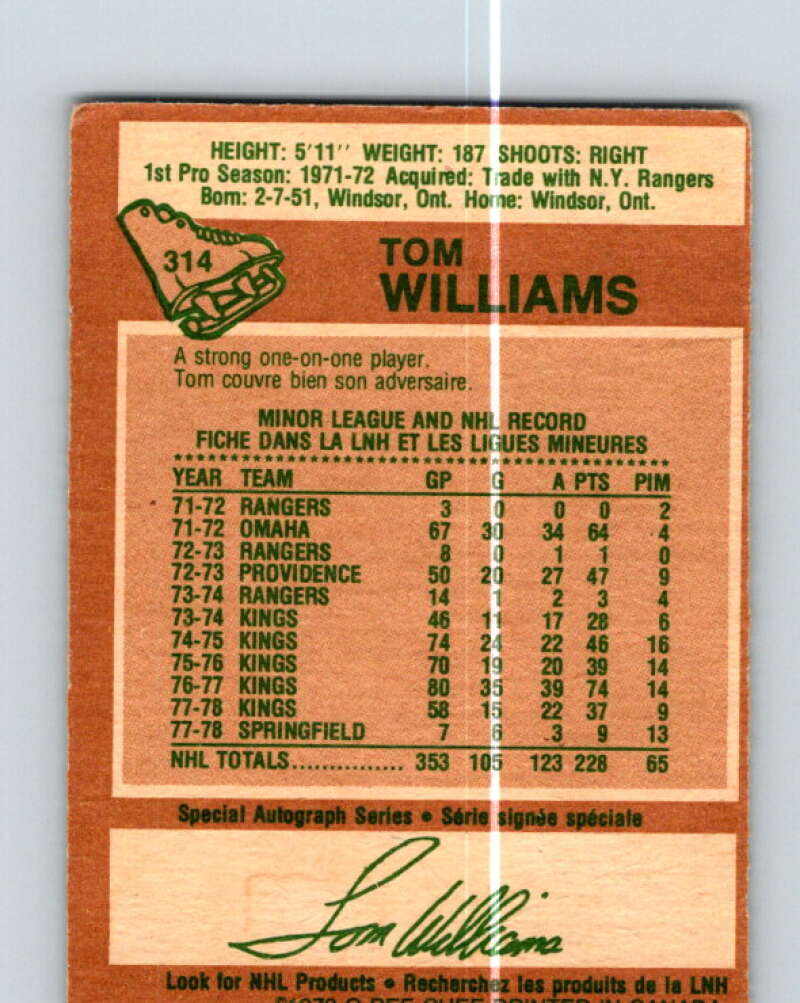 HEIGHT: 5'11'' WEIGHT: 187 SHOOTS: RIGHT
1st Pro Season: 1971-72 Acquired: Trade with N.Y. Rangers
Born: 2-7-51, Windsor, Ont. Home: Windsor, Ont.
314
TOM
WILLIAMS
A strong one-on-one player.
Tom couvre bien son adversaire.
MINOR LEAGUE AND NHL RECORD
FICHE DANS LA LNH ET LES LIGUES MINEURES
YEAR TEAM GP G A PTS PIM
71-72 RANGERS 3 0 0 0 2
71-72 OMAHA 67 30 34 64 4
72-73 RANGERS 8 0 1 1 0
72-73 PROVIDENCE 50 20 27 47 9
73-74 RANGERS 14 1 2 3 4
73-74 KINGS 46 11 17 28 6
74-75 KINGS 74 24 22 46 16
75-76 KINGS 70 19 20 39 14
76-77 KINGS 80 35 39 74 14
77-78 KINGS 58 15 22 37 9
77-78 SPRINGFIELD 7 6 3 9 13
NHL TOTALS............... 353 105 123 228 65
Special Autograph Series • Série signée spéciale
Tom Williams
Look for NHL Products • Recherchez les produits de la LNH
PRINTED IN